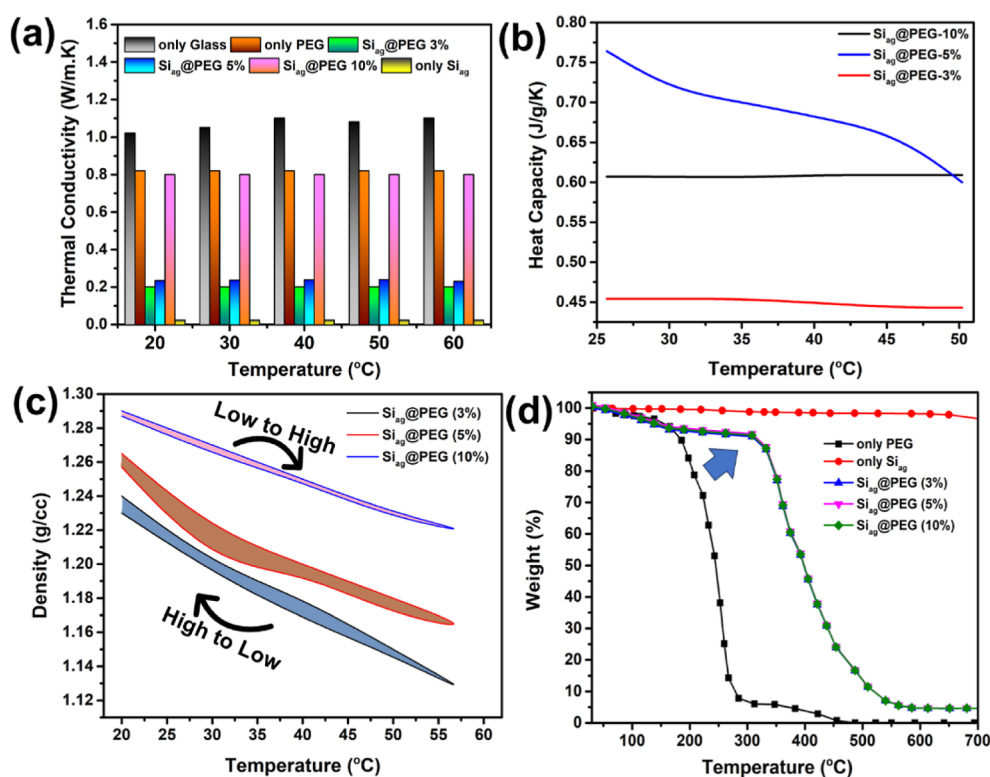 (a)
only Glass only PEG Siag@PEG 3%
Siag@PEG 5% Siag@PEG 10% only Siag
Thermal Conductivity (W/m.K)
1.6
1.4
1.2
1.0
0.8
0.6
0.4
0.2
0.0
20 30 40 50 60
Temperature (°C)
(b)
Siag@PEG-10%
Siag@PEG-5%
Siag@PEG-3%
Heat Capacity (J/g/K)
0.80
0.75
0.70
0.65
0.60
0.55
0.50
0.45
25 30 35 40 45 50
Temperature (°C)
(c)
Low to High
Siag@PEG (3%)
Siag@PEG (5%)
Siag@PEG (10%)
High to Low
Density (g/cc)
1.30
1.28
1.26
1.24
1.22
1.20
1.18
1.16
1.14
1.12
20 25 30 35 40 45 50 55 60
Temperature (°C)
(d)
only PEG
only Siag
Siag@PEG (3%)
Siag@PEG (5%)
Siag@PEG (10%)
Weight (%)
100
90
80
70
60
50
40
30
20
10
0
100 200 300 400 500 600 700
Temperature (°C)